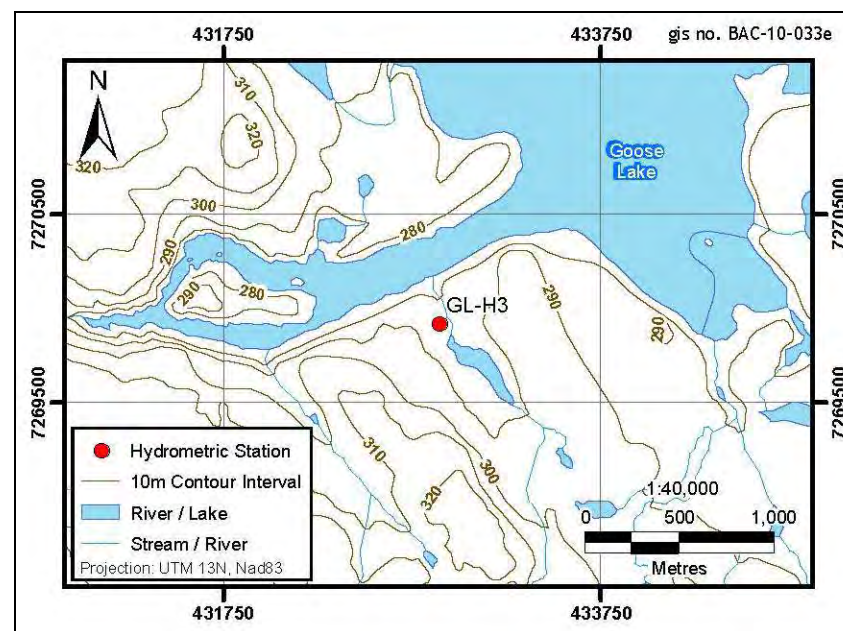 431750
433750
gis no. BAC-10-033e
N
310
320
320
300
290
290
280
280
Goose
Lake
7270500
7270500
GL-H3
290
290
7269500
7269500
310
300
320
Hydrometric Station
10m Contour Interval
River / Lake
Stream / River
Projection: UTM 13N, Nad83
1:40,000
0 500 1,000
Metres
431750
433750